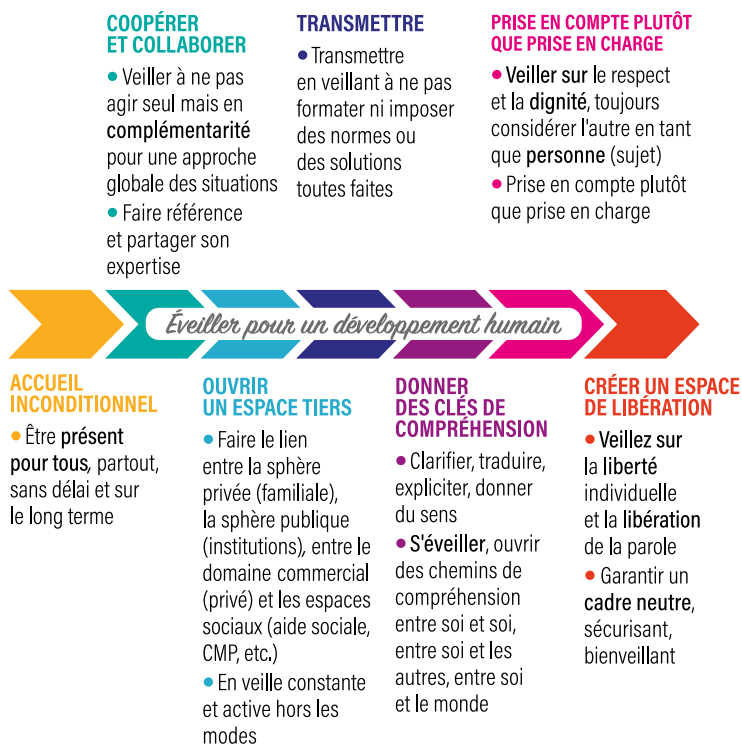 COOPÉRER
ET COLLABORER
• Veiller à ne pas
agir seul mais en
complémentarité
pour une approche
globale des situations
• Faire référence
et partager son
expertise
TRANSMETTRE
• Transmettre
en veillant à ne pas
formater ni imposer
des normes ou
des solutions
toutes faites
PRISE EN COMPTE PLUTÔT
QUE PRISE EN CHARGE
• Veiller sur le respect
et la dignité, toujours
considérer l'autre en tant
que personne (sujet)
• Prise en compte plutôt
que prise en charge
Éveiller pour un développement humain
ACCUEIL
INCONDITIONNEL
• Être présent
pour tous, partout,
sans délai et sur
le long terme
OUVRIR
UN ESPACE TIERS
• Faire le lien
entre la sphère
privée (familiale),
la sphère publique
(institutions), entre le
domaine commercial
(privé) et les espaces
sociaux (aide sociale,
CMP, etc.)
• En veille constante
et active hors les
modes
DONNER
DES CLÉS DE
COMPRÉHENSION
• Clarifier, traduire,
expliciter, donner
du sens
• S'éveiller, ouvrir
des chemins de
compréhension
entre soi et soi,
entre soi et les
autres, entre soi
et le monde
CRÉER UN ESPACE
DE LIBÉRATION
• Veillez sur
la liberté
individuelle
et la libération
de la parole
• Garantir un
cadre neutre,
sécurisant,
bienveillant